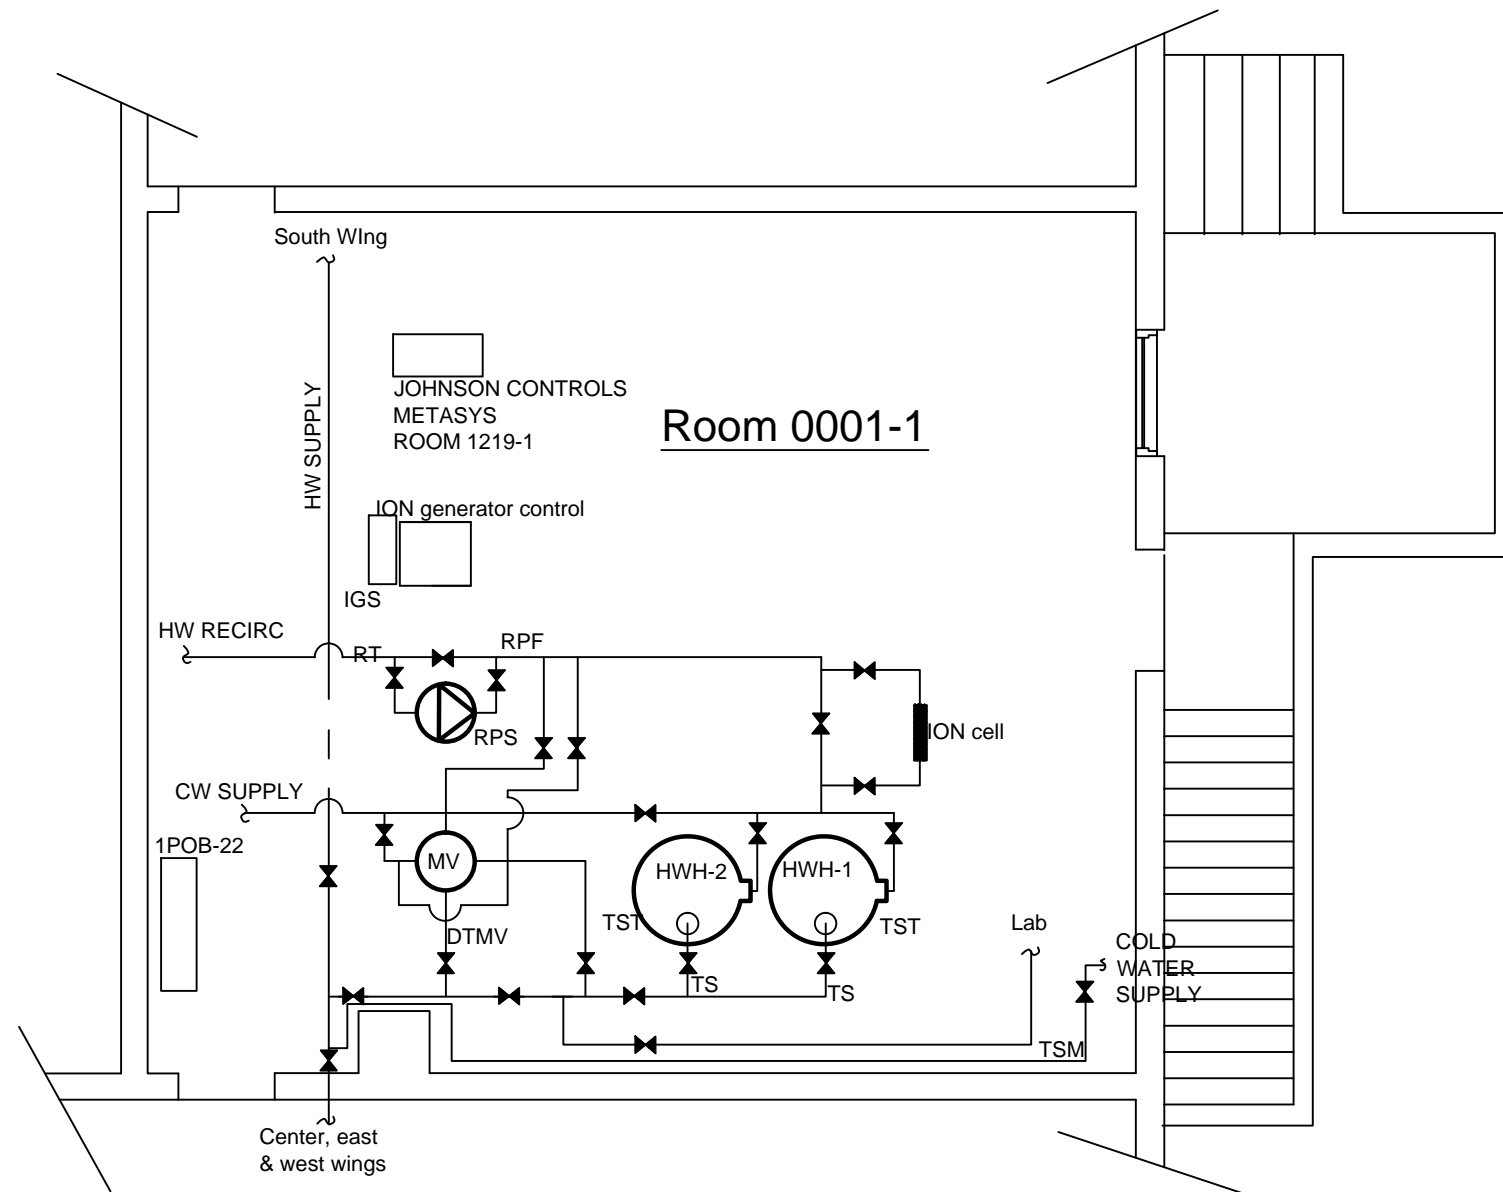 South WIng
HW SUPPLY
JOHNSON CONTROLS
METASYS
ROOM 1219-1
Room 0001-1
ION generator control
IGS
HW RECIRC
RT
RPF
RPS
ION cell
CW SUPPLY
1POB-22
MV
HWH-2
HWH-1
TST
TST
DTMV
Lab
COLD
WATER
SUPPLY
TS
TS
TSM
Center, east
& west wings